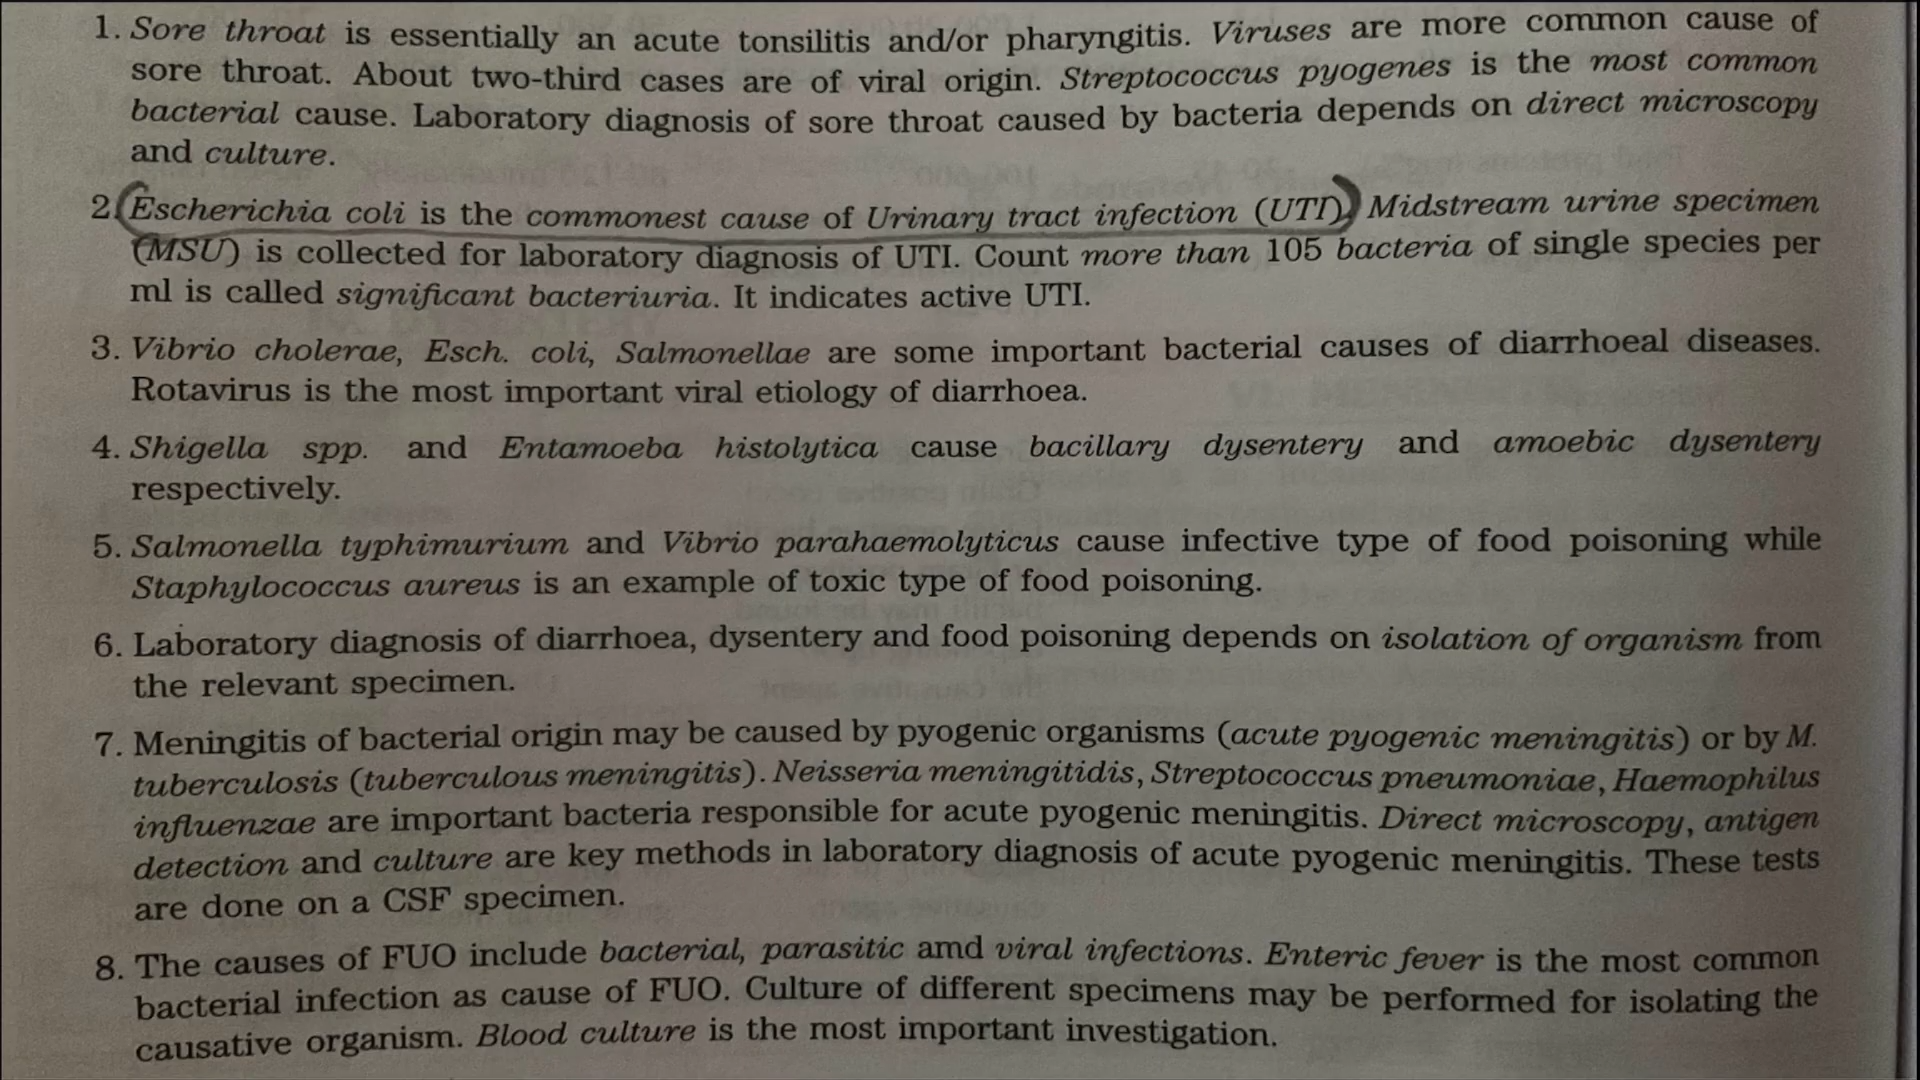 1. Sore throat is essentially an acute tonsilitis and/or pharyngitis. Viruses are more common cause of
sore throat. About two-third cases are of viral origin. Streptococcus pyogenes is the most common
bacterial cause. Laboratory diagnosis of sore throat caused by bacteria depends on direct microscopy
and culture.
2. Escherichia coli is the commonest cause of Urinary tract infection (UTI). Midstream urine specimen
(MSU) is collected for laboratory diagnosis of UTI. Count more than 105 bacteria of single species per
ml is called significant bacteriuria. It indicates active UTI.
3. Vibrio cholerae, Esch. coli, Salmonellae are some important bacterial causes of diarrhoeal diseases.
Rotavirus is the most important viral etiology of diarrhoea.
4. Shigella spp. and Entamoeba histolytica cause bacillary dysentery and amoebic dysentery
respectively.
5. Salmonella typhimurium and Vibrio parahaemolyticus cause infective type of food poisoning while
Staphylococcus aureus is an example of toxic type of food poisoning.
6. Laboratory diagnosis of diarrhoea, dysentery and food poisoning depends on isolation of organism from
the relevant specimen.
7. Meningitis of bacterial origin may be caused by pyogenic organisms (acute pyogenic meningitis) or by M.
tuberculosis (tuberculous meningitis). Neisseria meningitidis, Streptococcus pneumoniae, Haemophilus
influenzae are important bacteria responsible for acute pyogenic meningitis. Direct microscopy, antigen
detection and culture are key methods in laboratory diagnosis of acute pyogenic meningitis. These tests
are done on a CSF specimen.
8. The causes of FUO include bacterial, parasitic amd viral infections. Enteric fever is the most common
bacterial infection as cause of FUO. Culture of different specimens may be performed for isolating the
causative organism. Blood culture is the most important investigation.